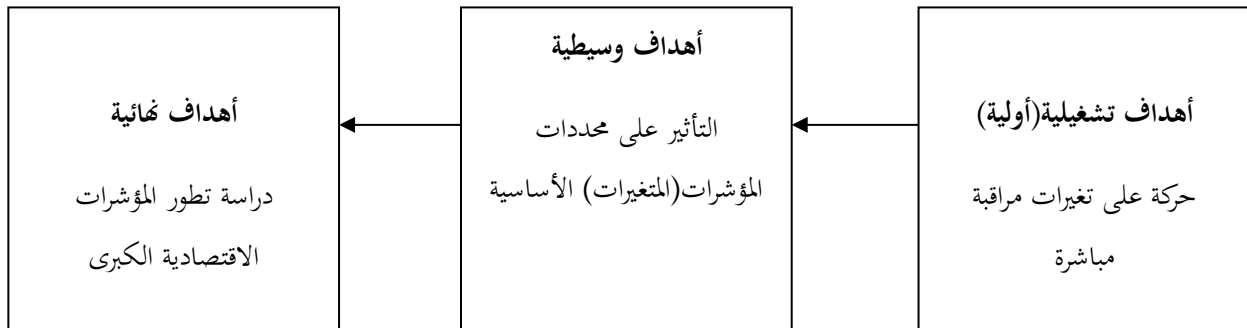 أهداف تشغيلية(أولية)
حركة على تغيرات مراقبة
مباشرة
أهداف وسيطية
التأثير على محددات
المؤشرات(المتغيرات) الأساسية
أهداف نهائية
دراسة تطور المؤشرات
الاقتصادية الكبرى